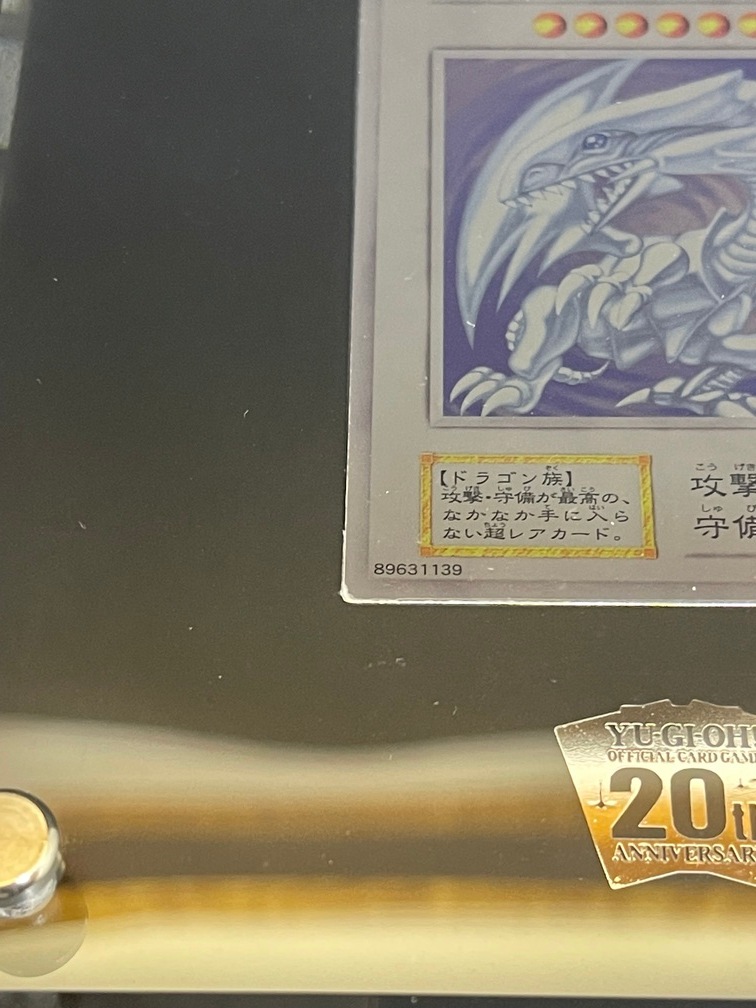 【ドラゴン族】
攻撃・守備が最高の、
なかなか手に入ら
ない超レアカード。
89631139
攻撃
守備
YU-GI-OH!
OFFICIAL CARD GAME
20th
ANNIVERSARY